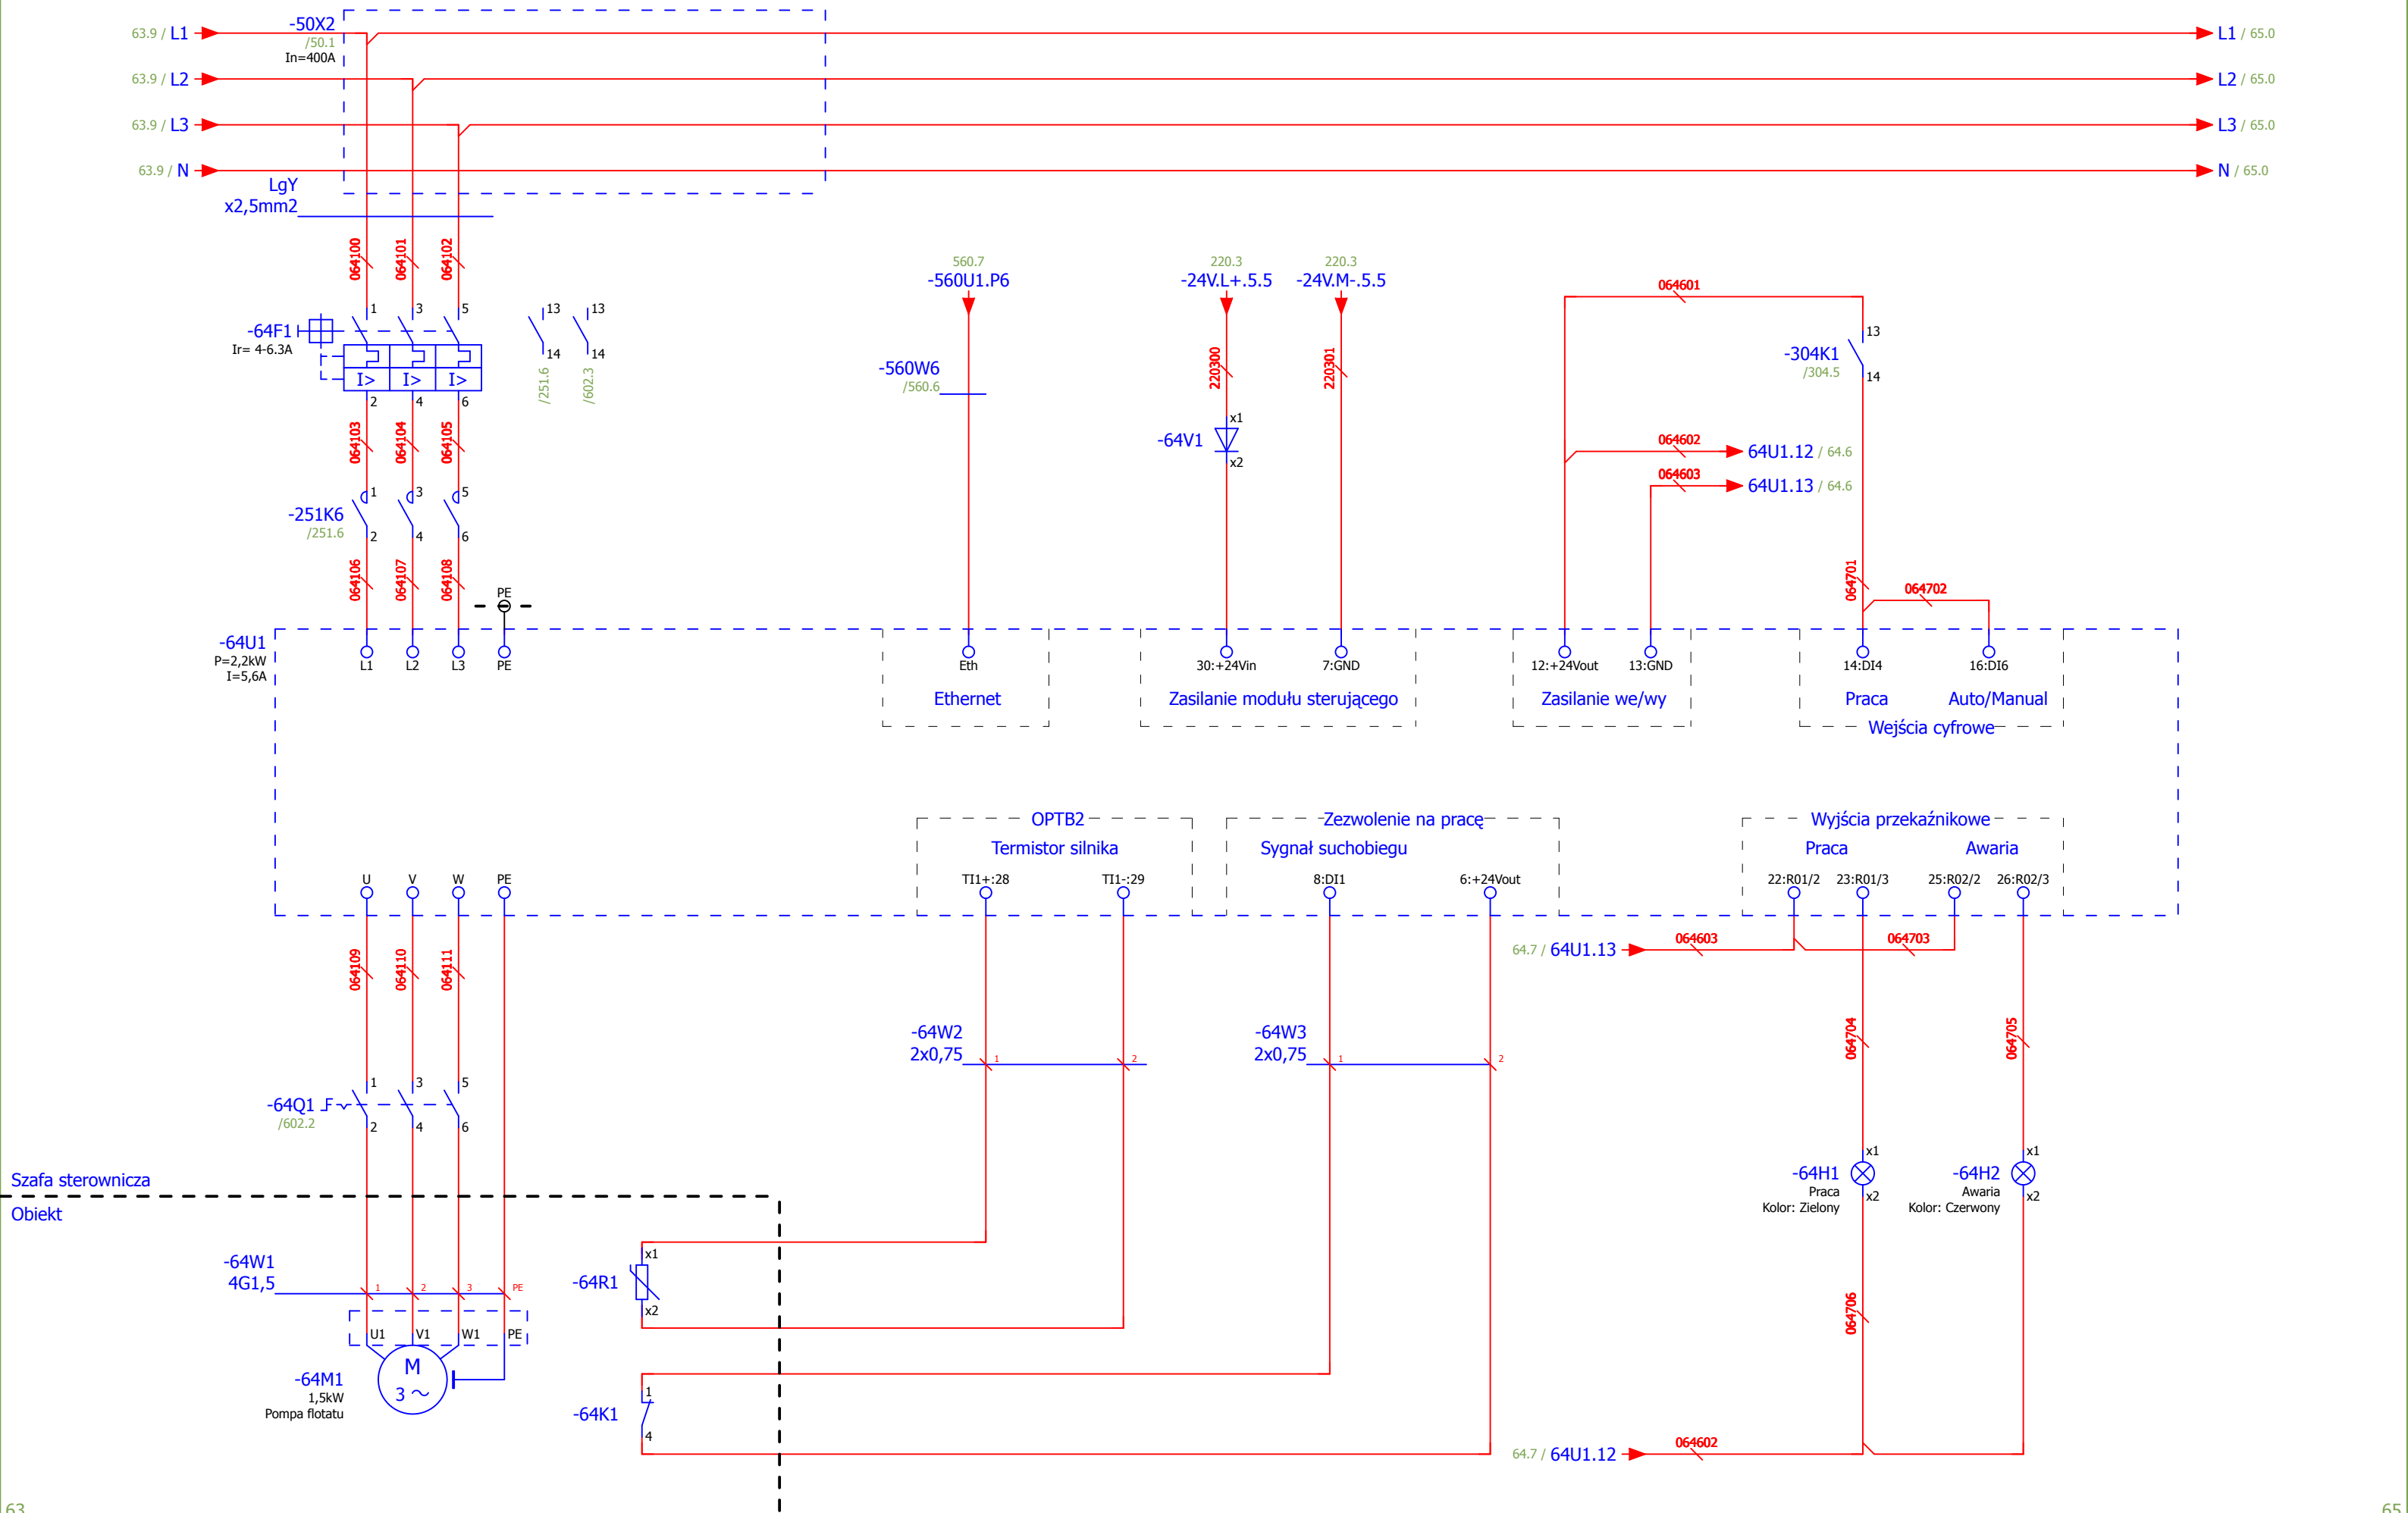 63.9 / L1
-50X2
/50.1
In=400A
L1 / 65.0
63.9 / L2
L2 / 65.0
63.9 / L3
L3 / 65.0
63.9 / N
N / 65.0
LgY
x2,5mm2
064100
064101
064102
-64F1
Ir= 4-6.3A
1
3
5
I>
I>
I>
2
4
6
13
14
/251.6
13
14
/602.3
064103
064104
064105
-251K6
/251.6
1
3
5
2
4
6
064106
064107
064108
PE
560.7
-560U1.P6
-560W6
/560.6
220.3
-24V.L+.5.5
220.3
-24V.M-.5.5
220300
220301
-64V1
x1
x2
064601
13
-304K1
/304.5
14
064602
64U1.12 / 64.6
064603
64U1.13 / 64.6
064701
064702
-64U1
P=2,2kW
I=5,6A
L1
L2
L3
PE
Eth
Ethernet
30:+24Vin
7:GND
Zasilanie modułu sterującego
12:+24Vout
13:GND
Zasilanie we/wy
14:DI4
16:DI6
Praca
Auto/Manual
Wejścia cyfrowe
OPTB2
Termistor silnika
Zezwolenie na pracę
Sygnał suchobiegu
Wyjścia przekaźnikowe
Praca
Awaria
U
V
W
PE
TI1+:28
TI1-:29
8:DI1
6:+24Vout
22:R01/2
23:R01/3
25:R02/2
26:R02/3
064109
064110
064111
64.7 / 64U1.13
064603
064703
-64W2
2x0,75
1
2
-64W3
2x0,75
1
2
064704
064705
-64Q1
/602.2
1
3
5
2
4
6
-64H1
Praca
Kolor: Zielony
x1
x2
-64H2
Awaria
Kolor: Czerwony
x1
x2
Szafa sterownicza
Obiekt
-64W1
4G1,5
1
2
3
PE
-64R1
x1
x2
064706
U1
V1
W1
PE
M
3 ~
-64M1
1,5kW
Pompa flotatu
-64K1
1
4
64.7 / 64U1.12
064602
63
65